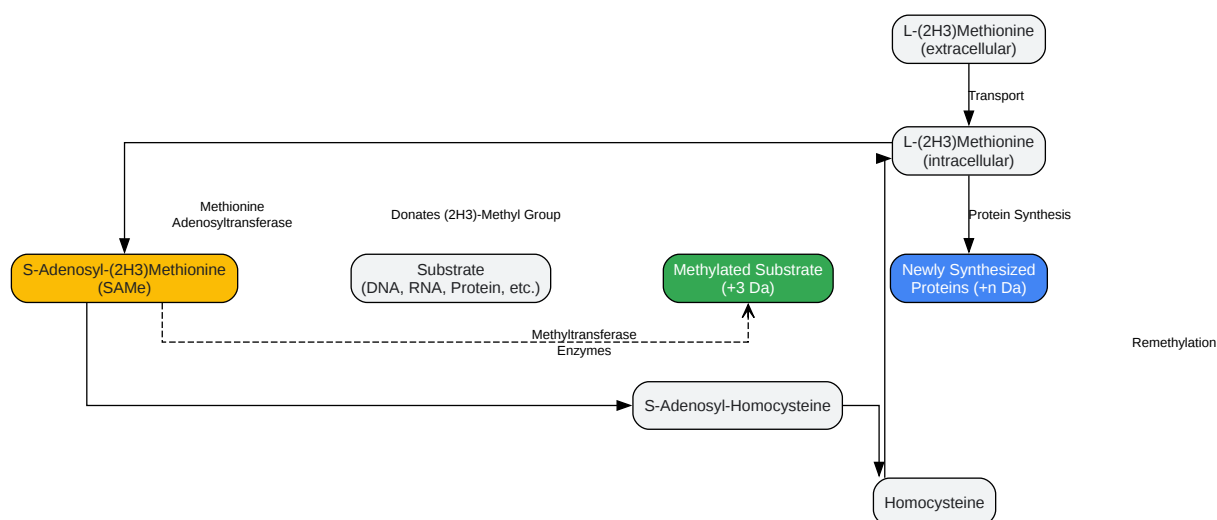 L-(2H3)Methionine
(extracellular)
Transport
L-(2H3)Methionine
(intracellular)
Methionine
Adenosyltransferase
Donates (2H3)-Methyl Group
Protein Synthesis
S-Adenosyl-(2H3)Methionine
(SAMe)
Substrate
(DNA, RNA, Protein, etc.)
Methylated Substrate
(+3 Da)
Newly Synthesized
Proteins (+n Da)
Methyltransferase
Enzymes
Remethylation
S-Adenosyl-Homocysteine
Homocysteine